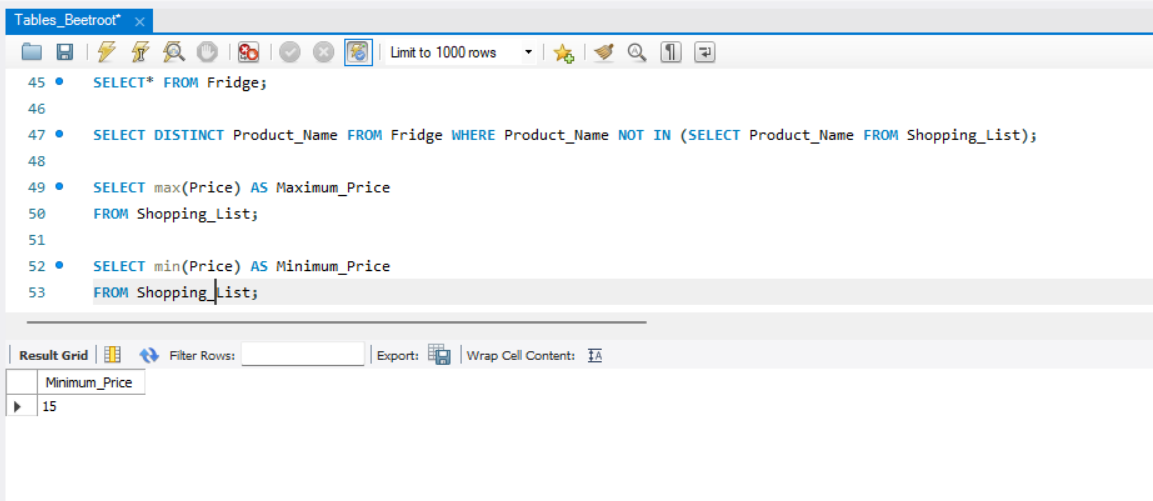 Tables_Beetroot*
Limit to 1000 rows
45 SELECT* FROM Fridge;
46
47 SELECT DISTINCT Product_Name FROM Fridge WHERE Product_Name NOT IN (SELECT Product_Name FROM Shopping_List);
48
49 SELECT max(Price) AS Maximum_Price
50 FROM Shopping_List;
51
52 SELECT min(Price) AS Minimum_Price
53 FROM Shopping_List;
Result Grid Filter Rows: Export: Wrap Cell Content: IA
Minimum_Price
15